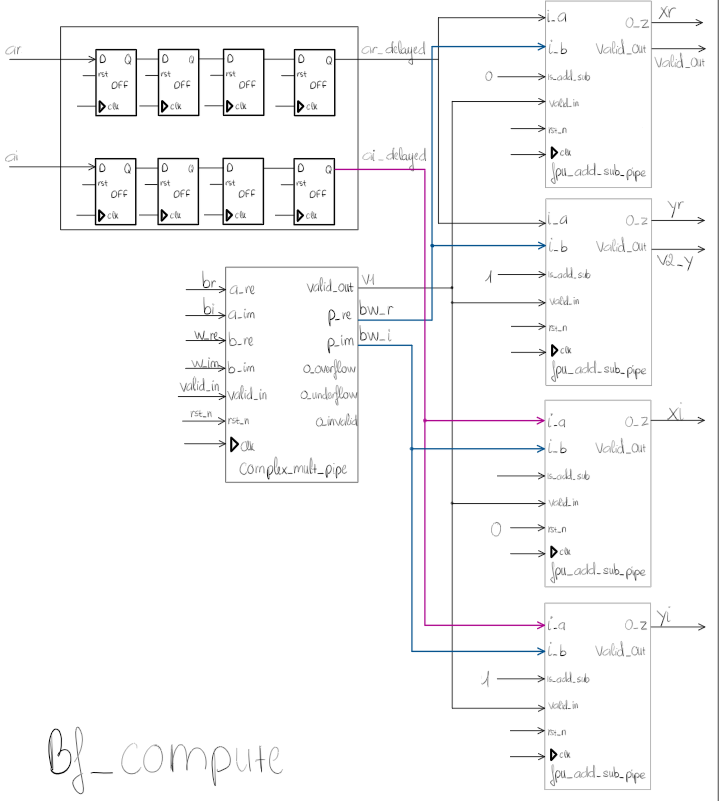 ar
D Q
rst
OFF
clk
D Q
rst
OFF
clk
D Q
rst
OFF
clk
D Q
rst
OFF
clk
ar_delayed
ai
D Q
rst
OFF
clk
D Q
rst
OFF
clk
D Q
rst
OFF
clk
D Q
rst
OFF
clk
ai_delayed
br
bi
w_re
w_im
valid_in
rst_n
a_re
a_im
b_re
b_im
valid_in
rst_n
clk
valid_out
p_re
p_im
o_overflow
o_underflow
o_invalid
complex_mult_pipe
V1
bw_r
bw_i
i_a
i_b
0
is_add_sub
valid_in
rst_n
clk
O_Z
Valid_Out
fpu_add_sub_pipe
xr
Valid_Out
i_a
i_b
1
is_add_sub
valid_in
rst_n
clk
O_Z
Valid_Out
fpu_add_sub_pipe
yr
V2_y
i_a
i_b
is_add_sub
valid_in
0
rst_n
clk
O_Z
Valid_Out
fpu_add_sub_pipe
xi
i_a
i_b
1
is_add_sub
valid_in
rst_n
clk
O_Z
Valid_Out
fpu_add_sub_pipe
yi
Bf_compute